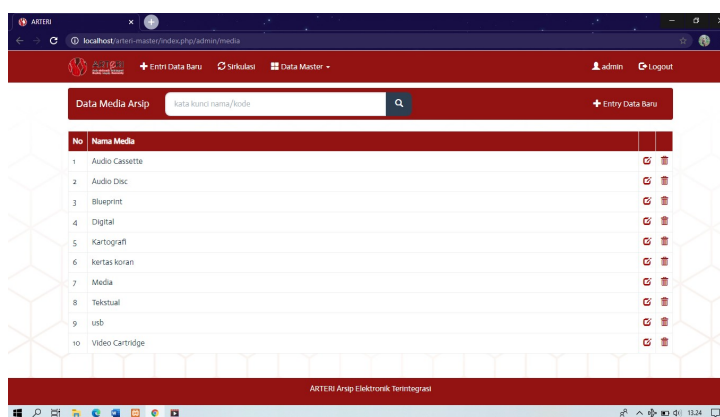 ARTERI
localhost/arteri-master/index.php/admin/media
Entri Data Baru Sirkulasi Data Master admin Logout
Data Media Arsip kata kunci nama/kode Entry Data Baru
No Nama Media
1 Audio Cassette
2 Audio Disc
3 Blueprint
4 Digital
5 Kartografi
6 kertas koran
7 Media
8 Tekstual
9 usb
10 Video Cartridge
ARTERI Arsip Elektronik Terintegrasi
13.24